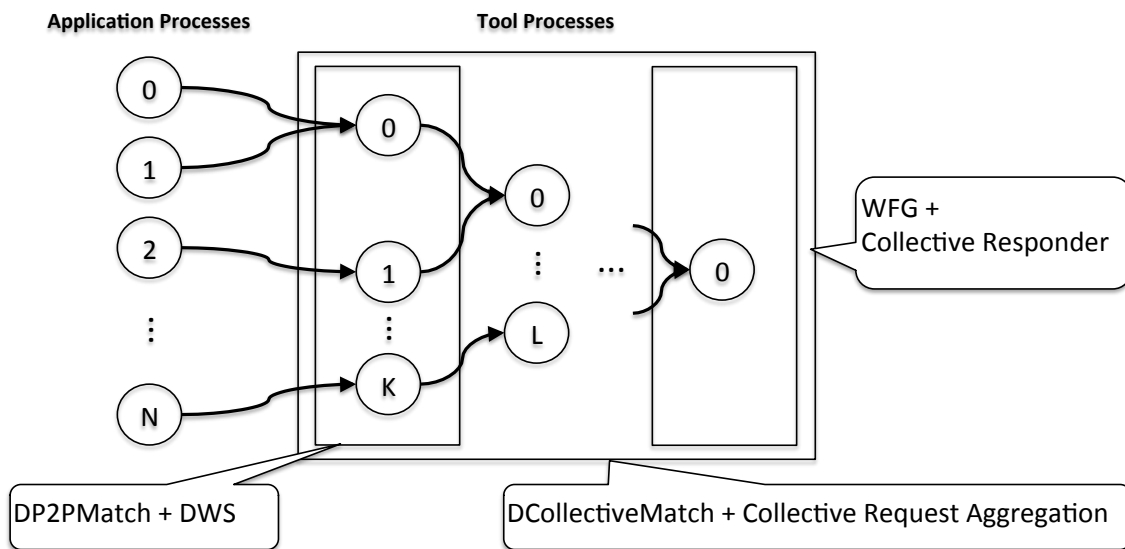 Application Processes
Tool Processes
0
1
2
⋮
N
0
1
⋮
K
0
⋮
L
...
0
WFG +
Collective Responder
DP2PMatch + DWS
DCollectiveMatch + Collective Request Aggregation